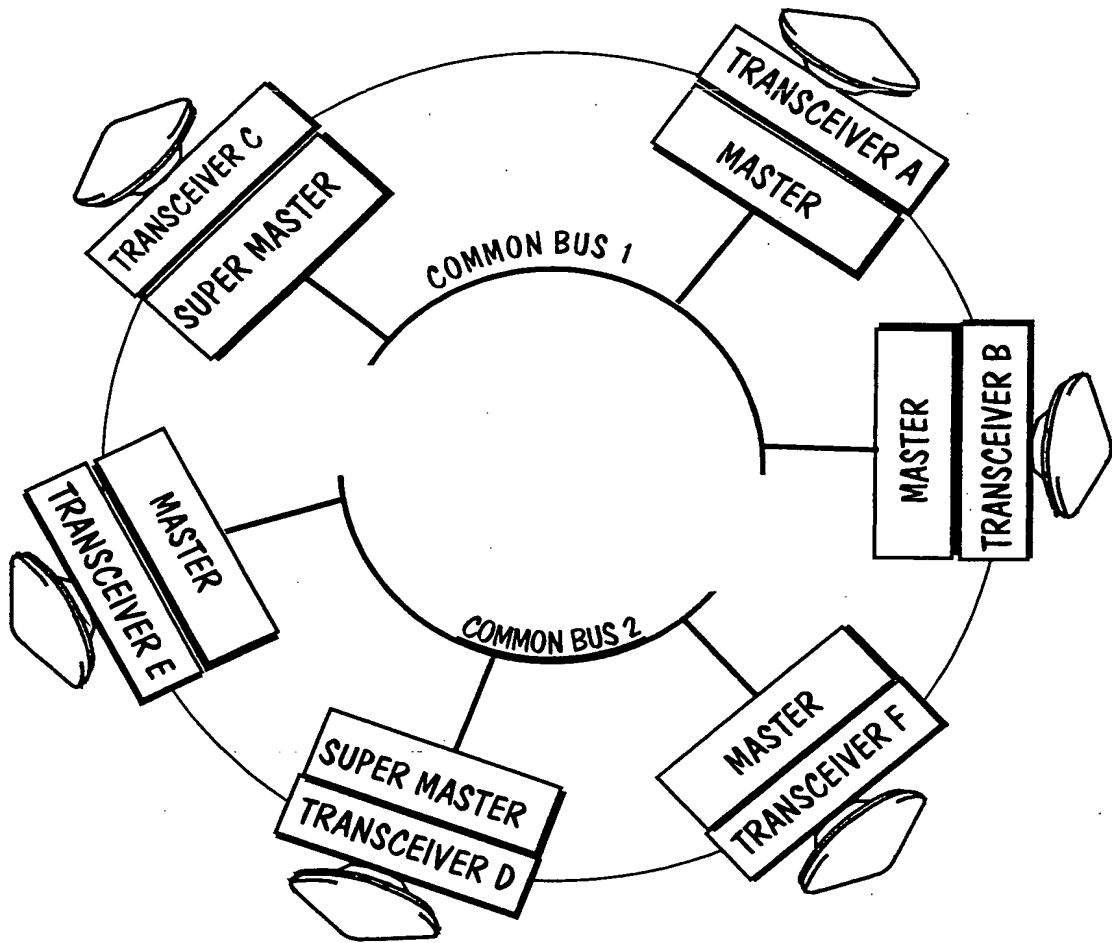 TRANSCEIVER A
MASTER
TRANSCEIVER C
SUPER MASTER
COMMON BUS 1
MASTER
TRANSCEIVER B
MASTER
TRANSCEIVER E
COMMON BUS 2
SUPER MASTER
TRANSCEIVER D
MASTER
TRANSCEIVER F